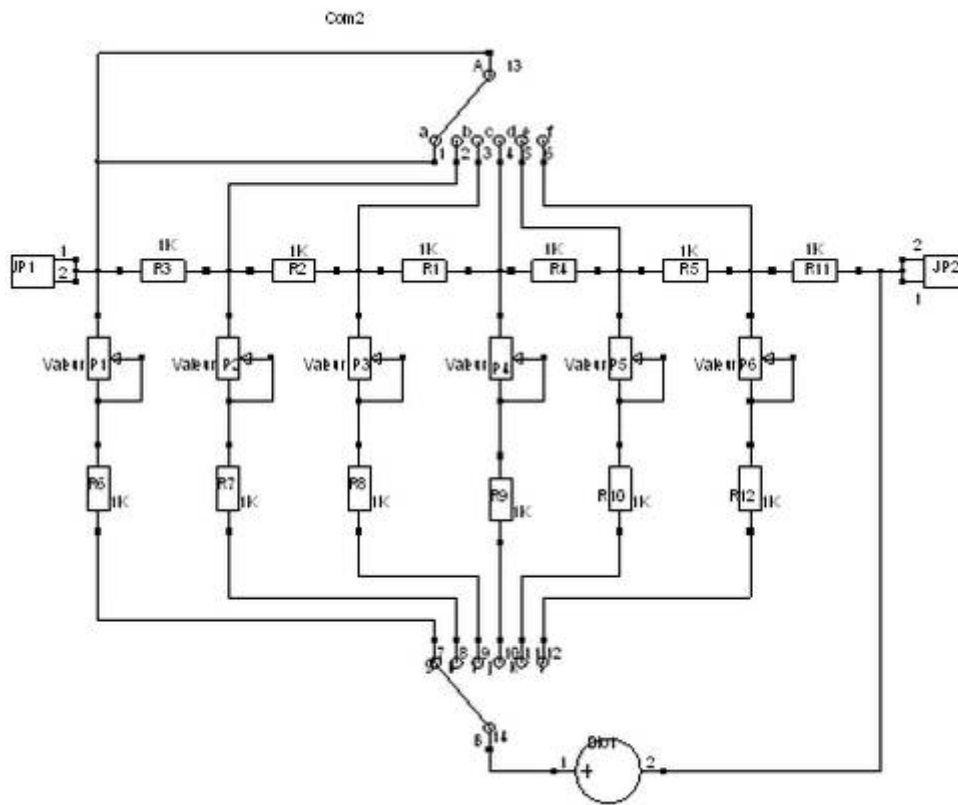 Com2
A 13
a b c d e f
1 2 3 4 5 6
1K 1K 1K 1K 1K 1K
1 2
JP1 2 R3 R2 R1 R4 R5 R11 JP2
1
Valeur P1 Valeur P2 Valeur P3 Valeur P4 Valeur P5 Valeur P6
R6 R7 R8 R9 R10 R12
1K 1K 1K 1K 1K 1K
7 8 9 10 11 12
g j
14
1 + 2